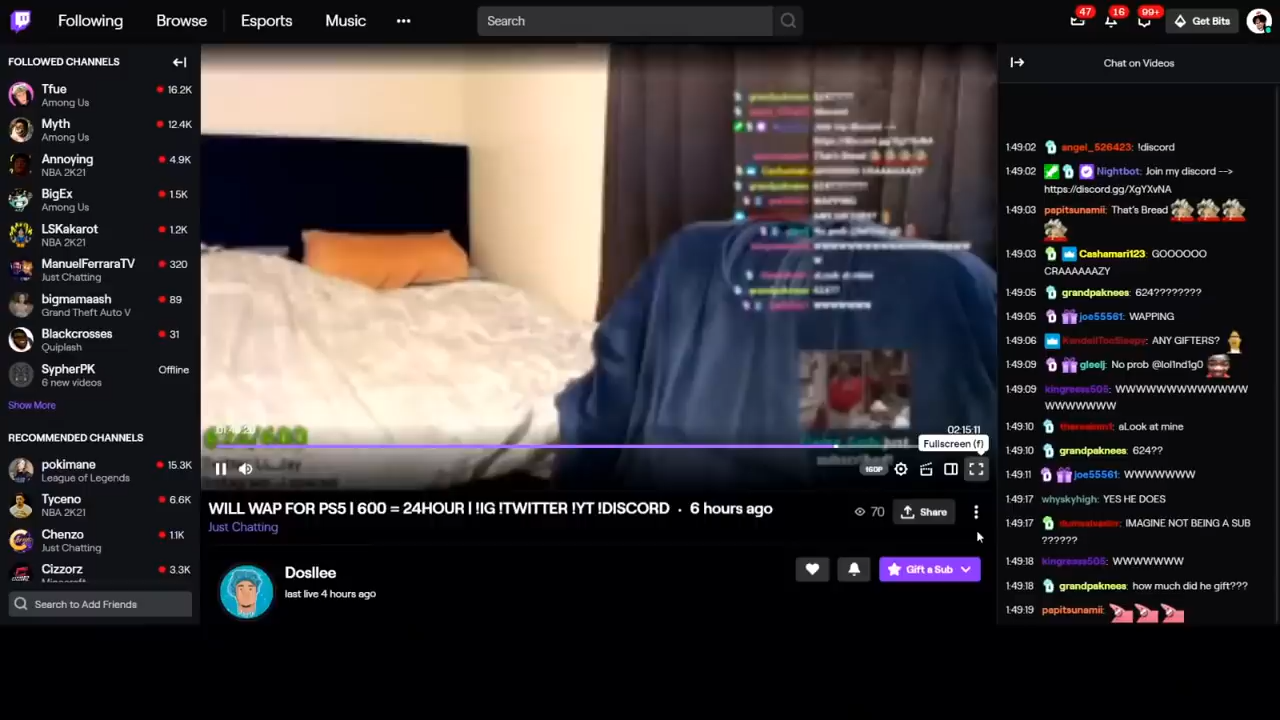 Following Browse Esports Music ••• Search 47 16 99+ Get Bits
FOLLOWED CHANNELS
Tfue 16.2K
Among Us
Myth 12.4K
Among Us
Annoying 4.9K
NBA 2K21
BigEx 1.5K
Among Us
LSKakarot 1.2K
NBA 2K21
ManuelFerraraTV 320
Just Chatting
bigmamaash 89
Grand Theft Auto V
Blackcrosses 31
Quiplash
SypherPK Offline
6 new videos
Show More
RECOMMENDED CHANNELS
pokimane 15.3K
League of Legends
Tyceno 6.6K
NBA 2K21
Chenzo 1.1K
Just Chatting
Cizzorz 3.3K
Minecraft
Search to Add Friends
02:15:11
Fullscreen (f)
160P
WILL WAP FOR PS5 | 600 = 24HOUR | !IG !TWITTER !YT !DISCORD · 6 hours ago
Just Chatting
70 Share
Dosllee
last live 4 hours ago
Gift a Sub
Chat on Videos
1:49:02 angel_526423: !discord
1:49:02 Nightbot: Join my discord -->
https://discord.gg/XgYXvNA
1:49:03 papitsunamii: That's Bread
1:49:03 Cashamari123: GOOOOOO
CRAAAAAZY
1:49:05 grandpaknees: 624????????
1:49:05 joe55561: WAPPING
1:49:06 KendellTooSleepy: ANY GIFTERS?
1:49:09 gleelj: No prob @lol1nd1g0
1:49:09 kingreese505: WWWWWWWWWWWWWW
WWWWWWW
1:49:10 aLook at mine
1:49:10 grandpaknees: 624??
1:49:11 joe55561: WWWWWWW
1:49:17 whyskyhigh: YES HE DOES
1:49:17 IMAGINE NOT BEING A SUB
??????
1:49:18 kingreese505: WWWWWWW
1:49:18 grandpaknees: how much did he gift???
1:49:19 papitsunamii: